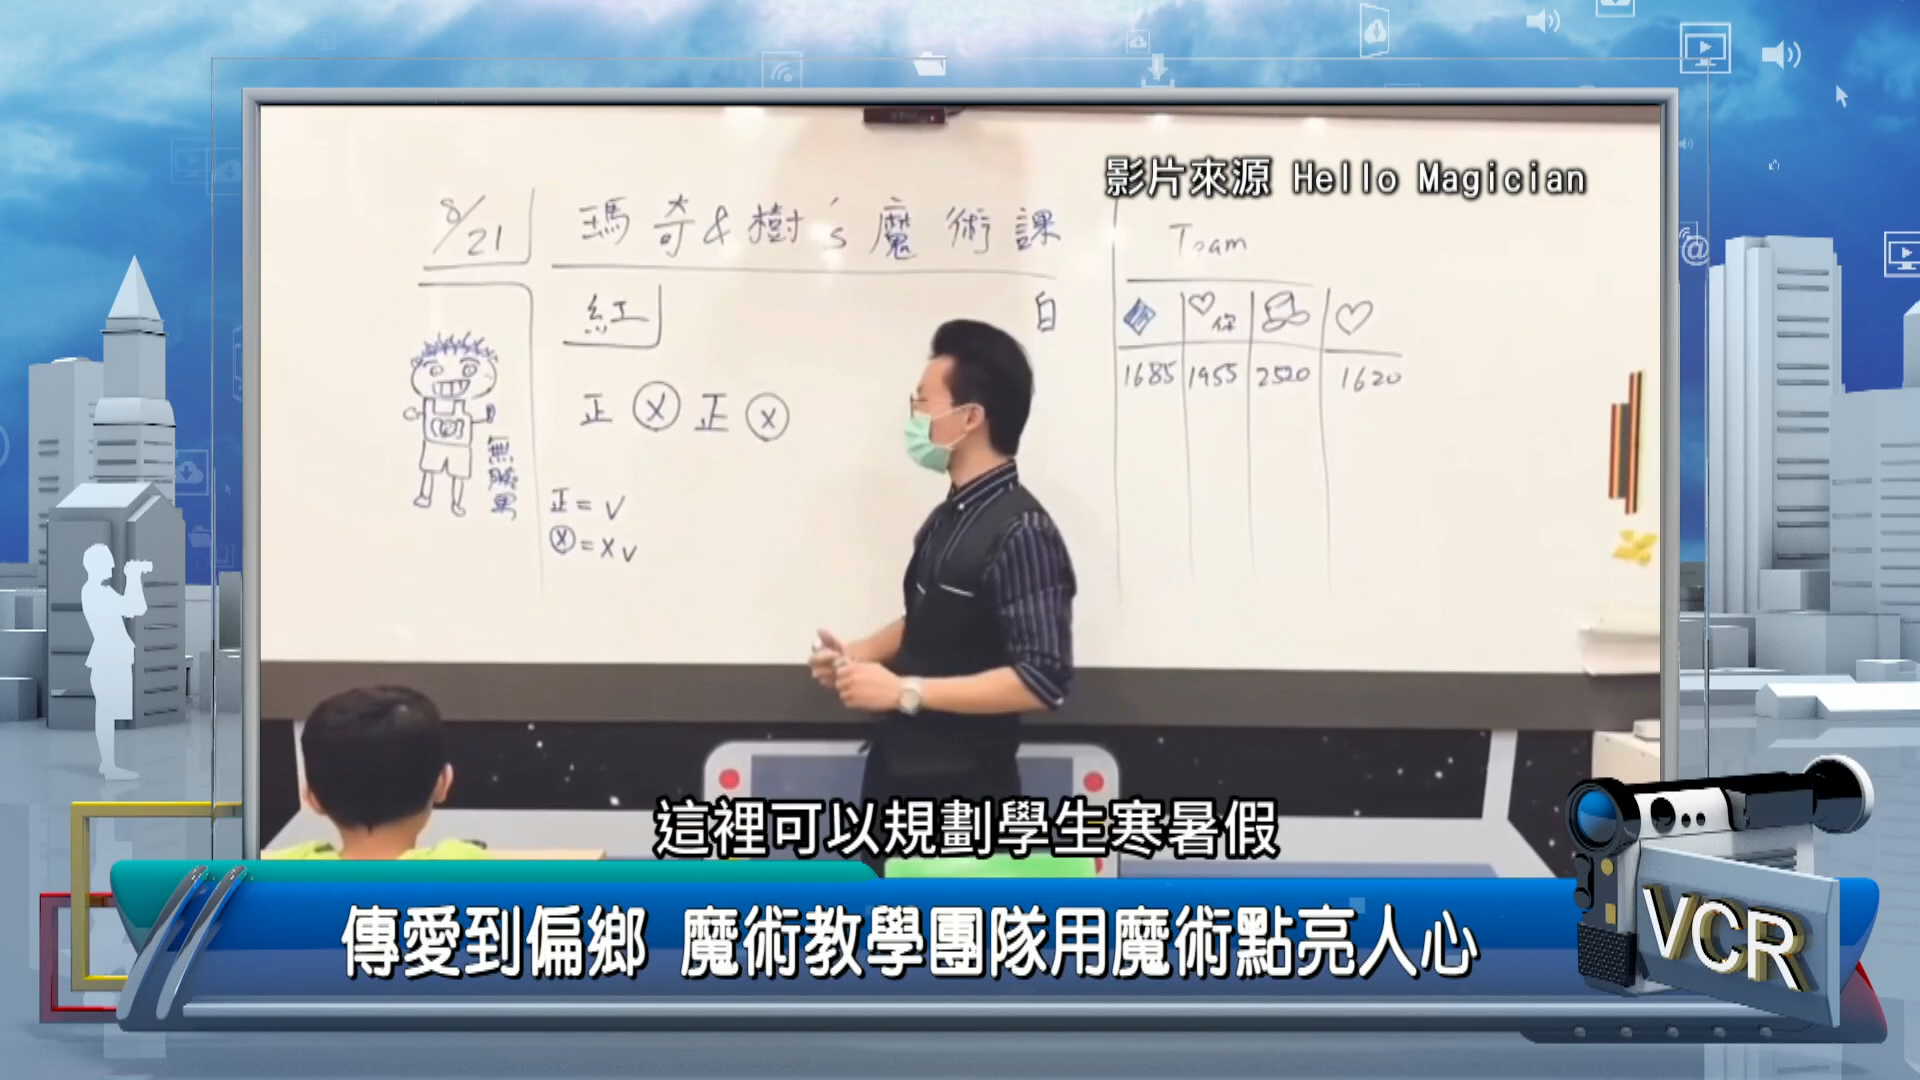 影片來源 Hello Magician
8/21
瑪奇&樹's魔術課
Team
紅
白
你
1685 1955 2520 1620
正 X 正 X
無臉男
正 = V
X = X V
這裡可以規劃學生寒暑假
傳愛到偏鄉 魔術教學團隊用魔術點亮人心
VCR